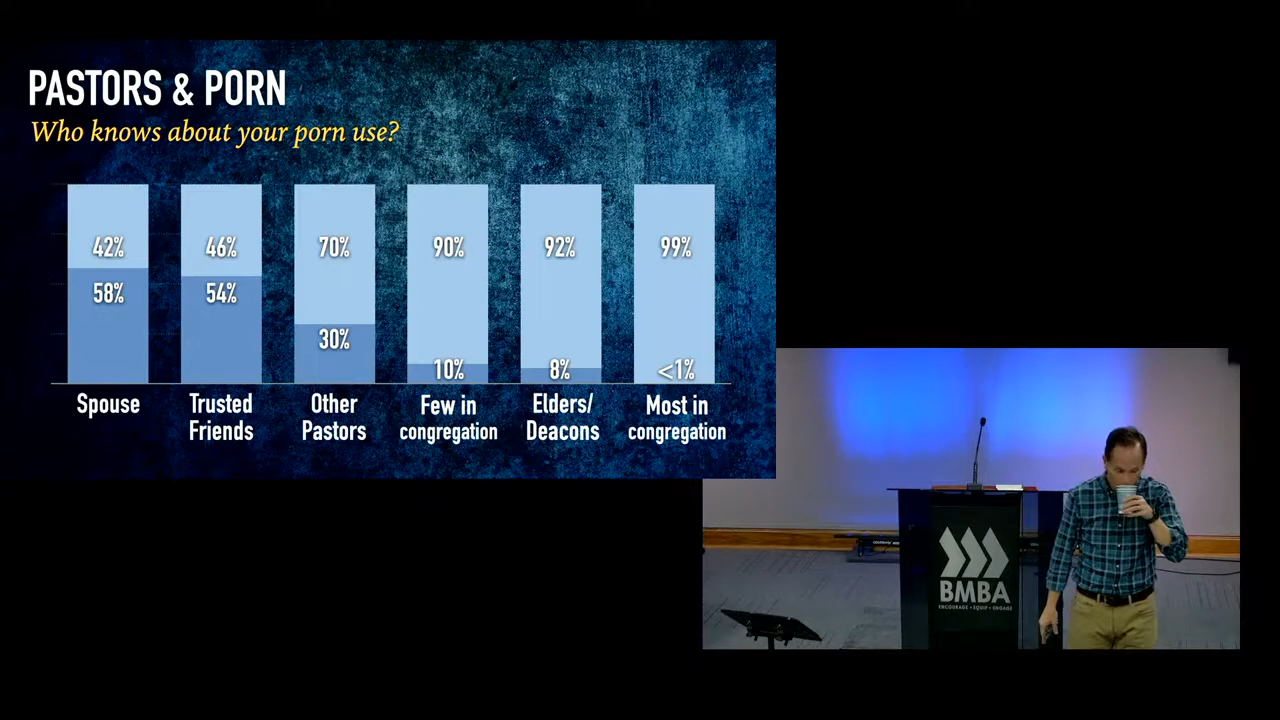 PASTORS & PORN
Who knows about your porn use?
42%
46%
70%
90%
92%
99%
58%
54%
30%
10%
8%
<1%
Spouse
Trusted
Friends
Other
Pastors
Few in
congregation
Elders/
Deacons
Most in
congregation
BMBA
ENCOURAGE • EQUIP • ENGAGE